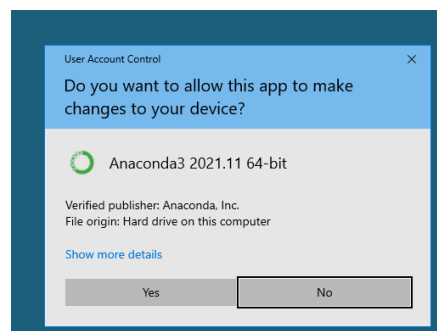 User Account Control
Do you want to allow this app to make
changes to your device?
Anaconda3 2021.11 64-bit
Verified publisher: Anaconda, Inc.
File origin: Hard drive on this computer
Show more details
Yes
No